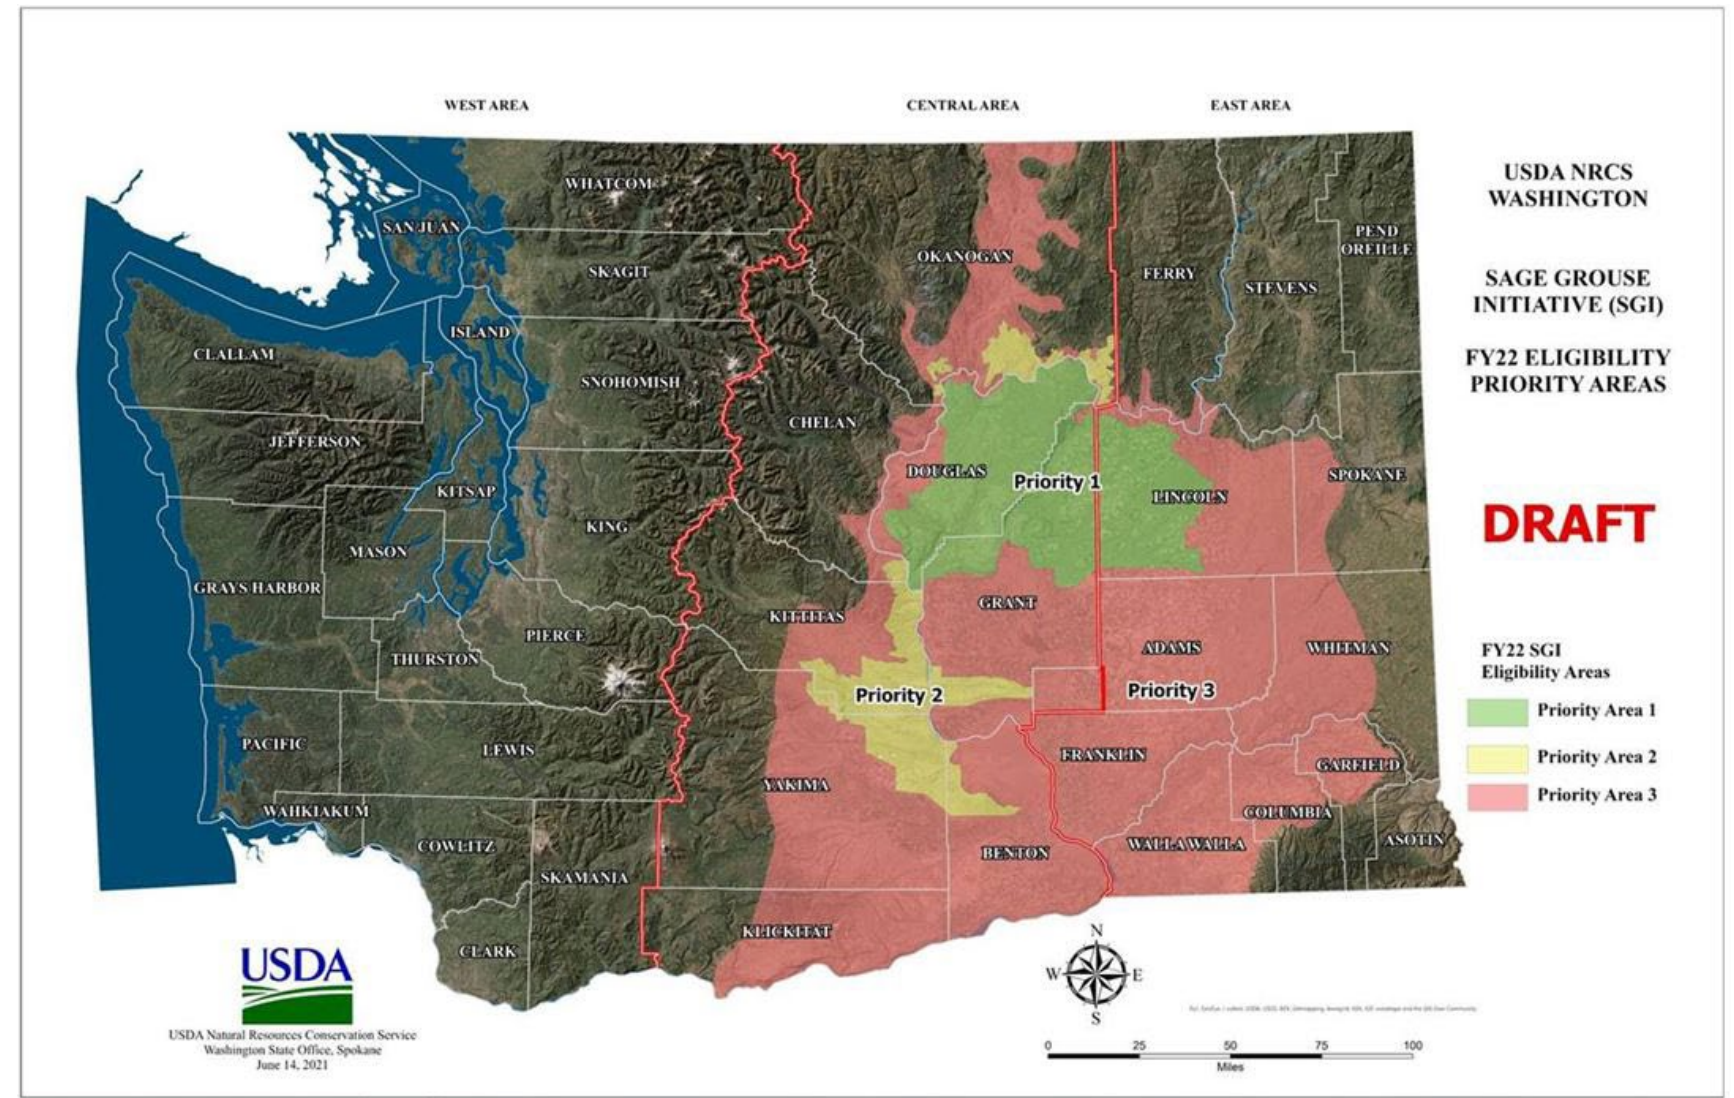 WEST AREA
CENTRAL AREA
EAST AREA
USDA NRCS
WASHINGTON
SAGE GROUSE
INITIATIVE (SGI)
FY22 ELIGIBILITY
PRIORITY AREAS
DRAFT
FY22 SGI
Eligibility Areas
Priority Area 1
Priority Area 2
Priority Area 3
WHATCOM
SAN JUAN
SKAGIT
ISLAND
CLALLAM
SNOHOMISH
JEFFERSON
KITSAP
KING
MASON
GRAYS HARBOR
PIERCE
THURSTON
PACIFIC
LEWIS
WAHKIAKUM
COWLITZ
SKAMANIA
CLARK
OKANOGAN
CHELAN
DOUGLAS
Priority 1
KITTITAS
GRANT
Priority 2
YAKIMA
BENTON
KLICKITAT
FERRY
STEVENS
PEND
OREILLE
SPOKANE
LINCOLN
ADAMS
WHITMAN
Priority 3
FRANKLIN
GARFIELD
COLUMBIA
WALLA WALLA
ASOTIN
N
W
E
S
0
25
50
75
100
Miles
USDA
USDA Natural Resources Conservation Service
Washington State Office, Spokane
June 14, 2021